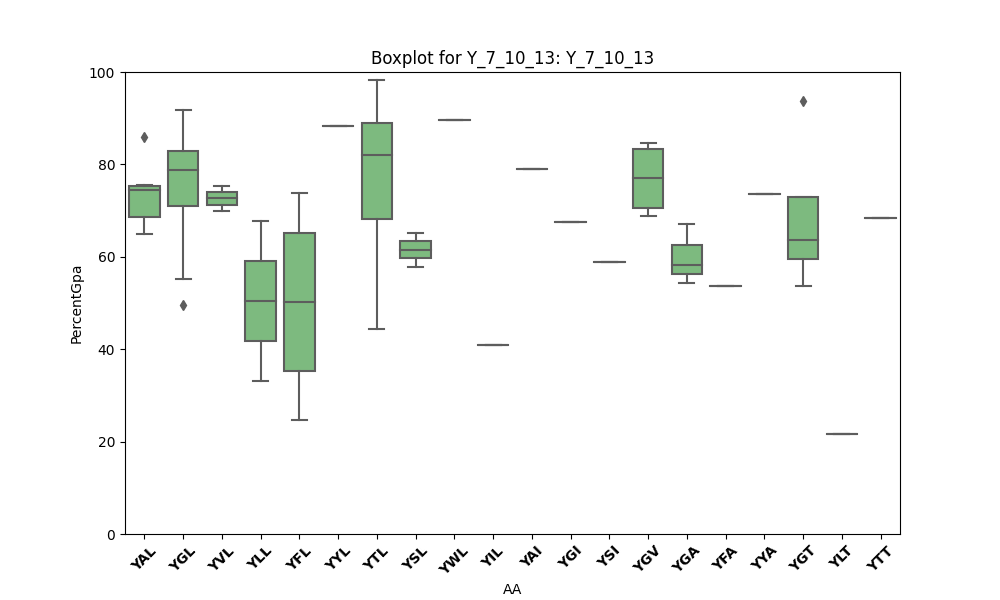 Boxplot for Y_7_10_13: Y_7_10_13
100
80
60
40
20
0
PercentGpa
YAL YGL YVL YLL YFL YYL YTL YSL YWL YIL YAI YGI YSI YGV YGA YFA YYA YGT YLT YTT
AA